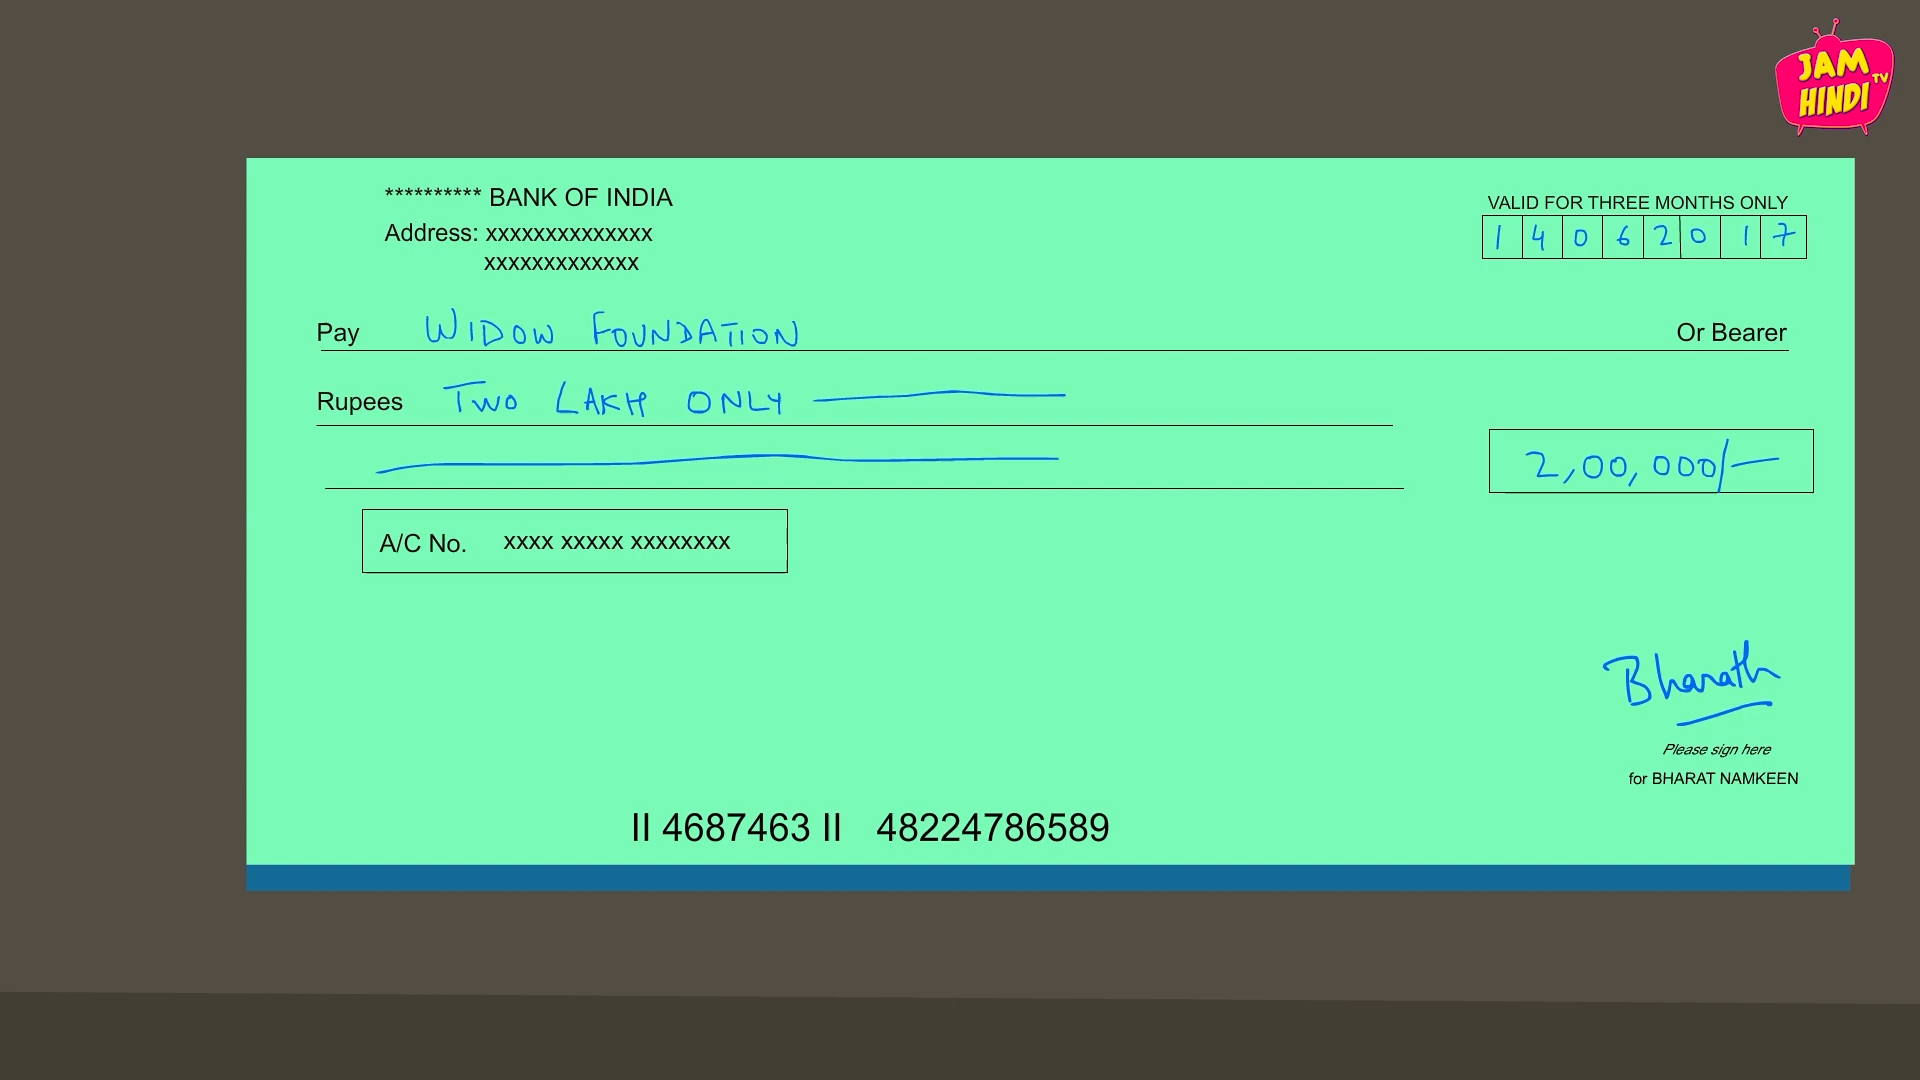 JAM
HINDI TV
********** BANK OF INDIA
Address: xxxxxxxxxxxxxx
xxxxxxxxxxxxx
VALID FOR THREE MONTHS ONLY
1 4 0 6 2 0 1 7
Pay WIDOW FOUNDATION Or Bearer
Rupees TWO LAKH ONLY
2,00,000/-
A/C No. xxxx xxxxx xxxxxxxx
Bharath
Please sign here
for BHARAT NAMKEEN
II 4687463 II 48224786589